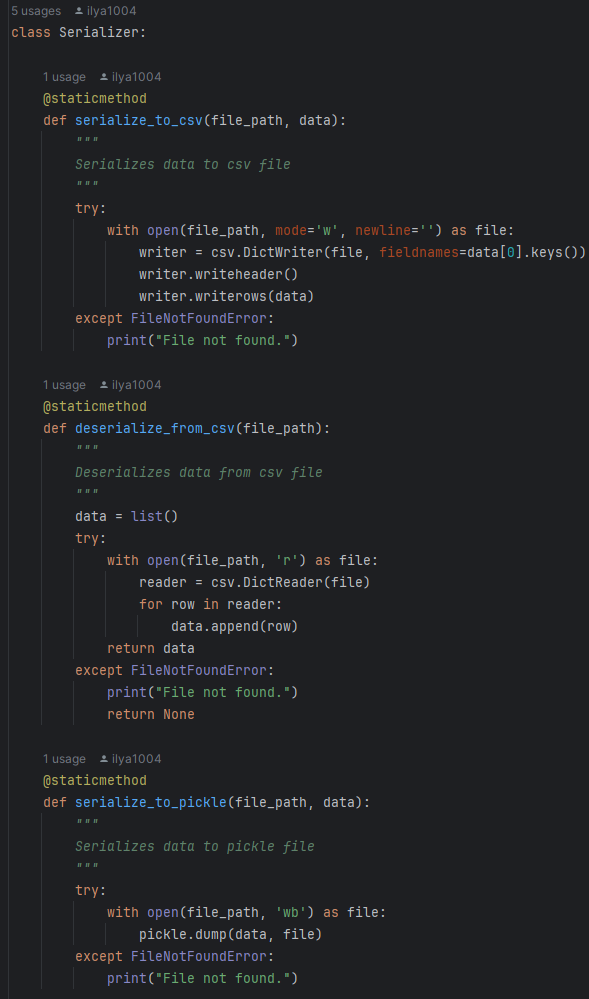 5 usages ilya1004
class Serializer:
1 usage ilya1004
@staticmethod
def serialize_to_csv(file_path, data):
"""
Serializes data to csv file
"""
try:
with open(file_path, mode='w', newline='') as file:
writer = csv.DictWriter(file, fieldnames=data[0].keys())
writer.writeheader()
writer.writerows(data)
except FileNotFoundError:
print("File not found.")
1 usage ilya1004
@staticmethod
def deserialize_from_csv(file_path):
"""
Deserializes data from csv file
"""
data = list()
try:
with open(file_path, 'r') as file:
reader = csv.DictReader(file)
for row in reader:
data.append(row)
return data
except FileNotFoundError:
print("File not found.")
return None
1 usage ilya1004
@staticmethod
def serialize_to_pickle(file_path, data):
"""
Serializes data to pickle file
"""
try:
with open(file_path, 'wb') as file:
pickle.dump(data, file)
except FileNotFoundError:
print("File not found.")